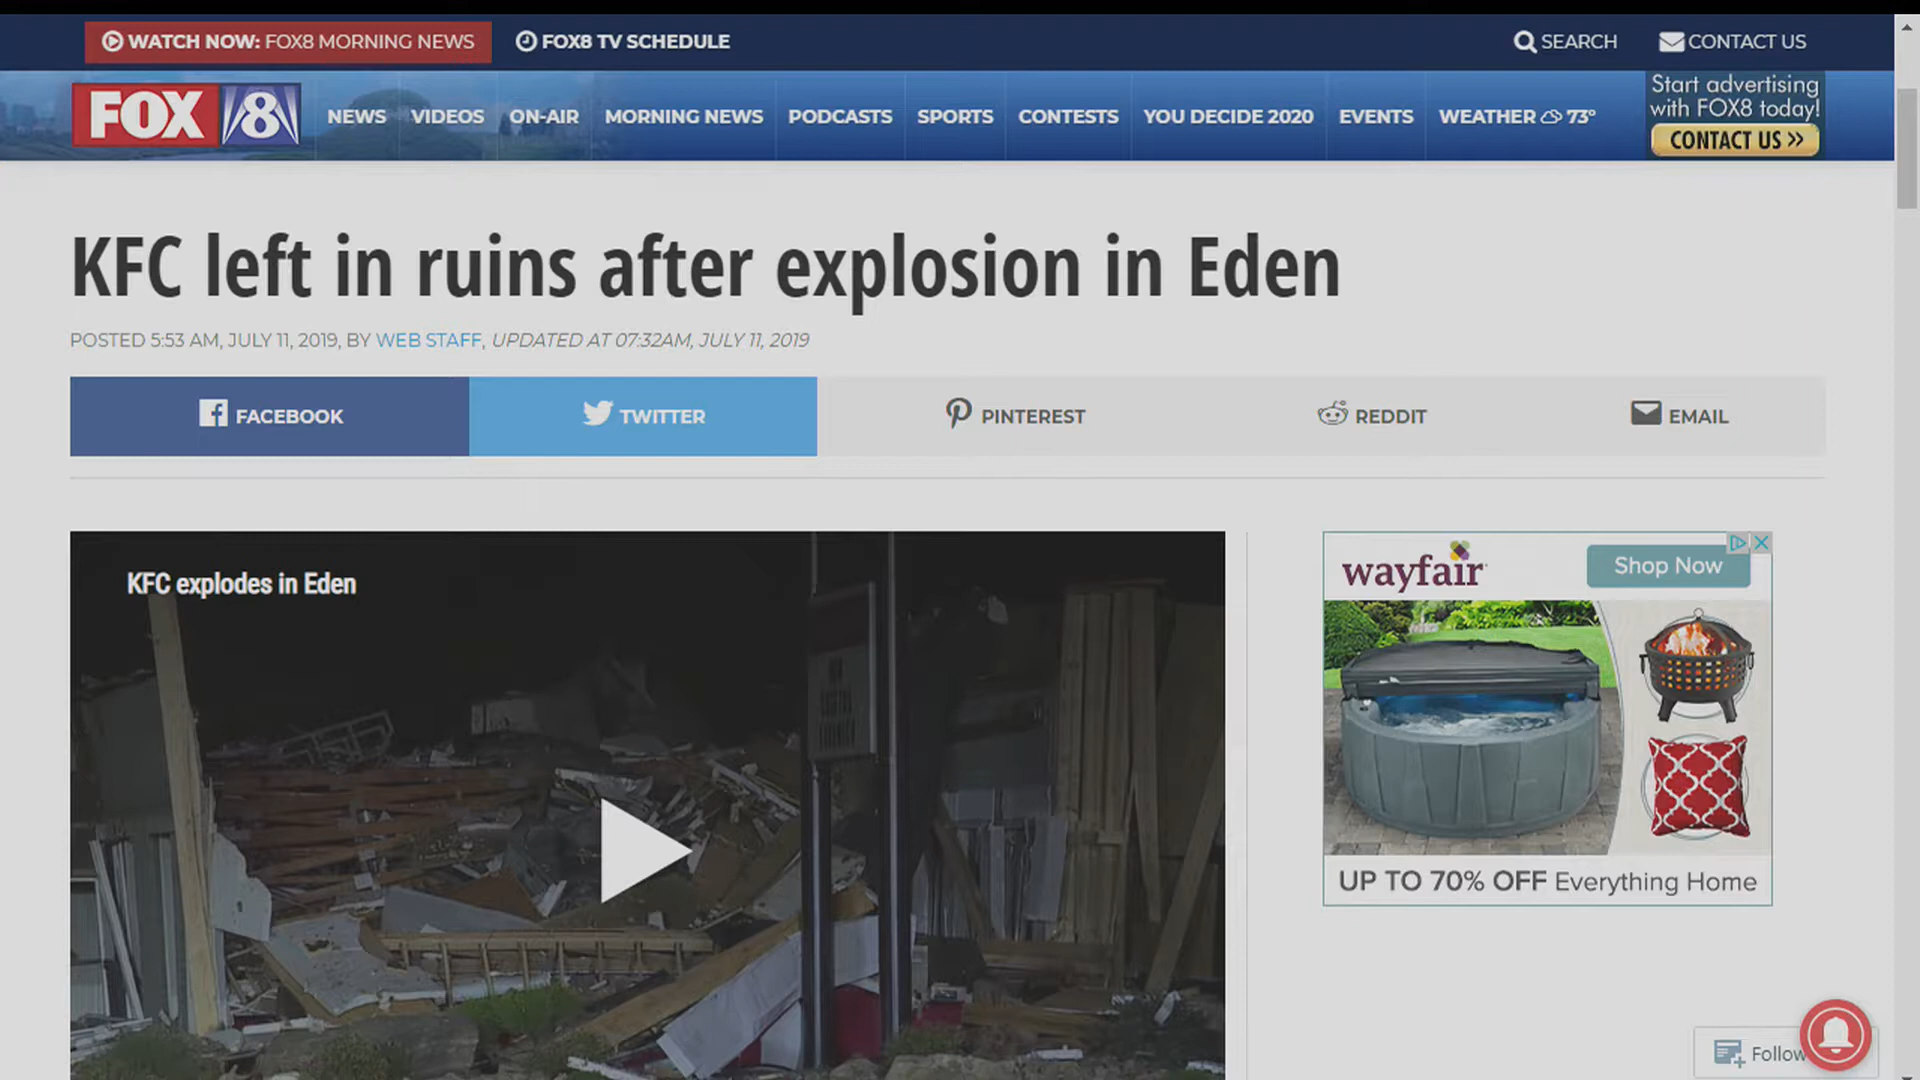 WATCH NOW: FOX8 MORNING NEWS
FOX8 TV SCHEDULE
SEARCH
CONTACT US
FOX 8
NEWS
VIDEOS
ON-AIR
MORNING NEWS
PODCASTS
SPORTS
CONTESTS
YOU DECIDE 2020
EVENTS
WEATHER 73°
Start advertising
with FOX8 today!
CONTACT US >>
KFC left in ruins after explosion in Eden
POSTED 5:53 AM, JULY 11, 2019, BY WEB STAFF, UPDATED AT 07:32AM, JULY 11, 2019
FACEBOOK
TWITTER
PINTEREST
REDDIT
EMAIL
KFC explodes in Eden
wayfair
Shop Now
UP TO 70% OFF Everything Home
Follow